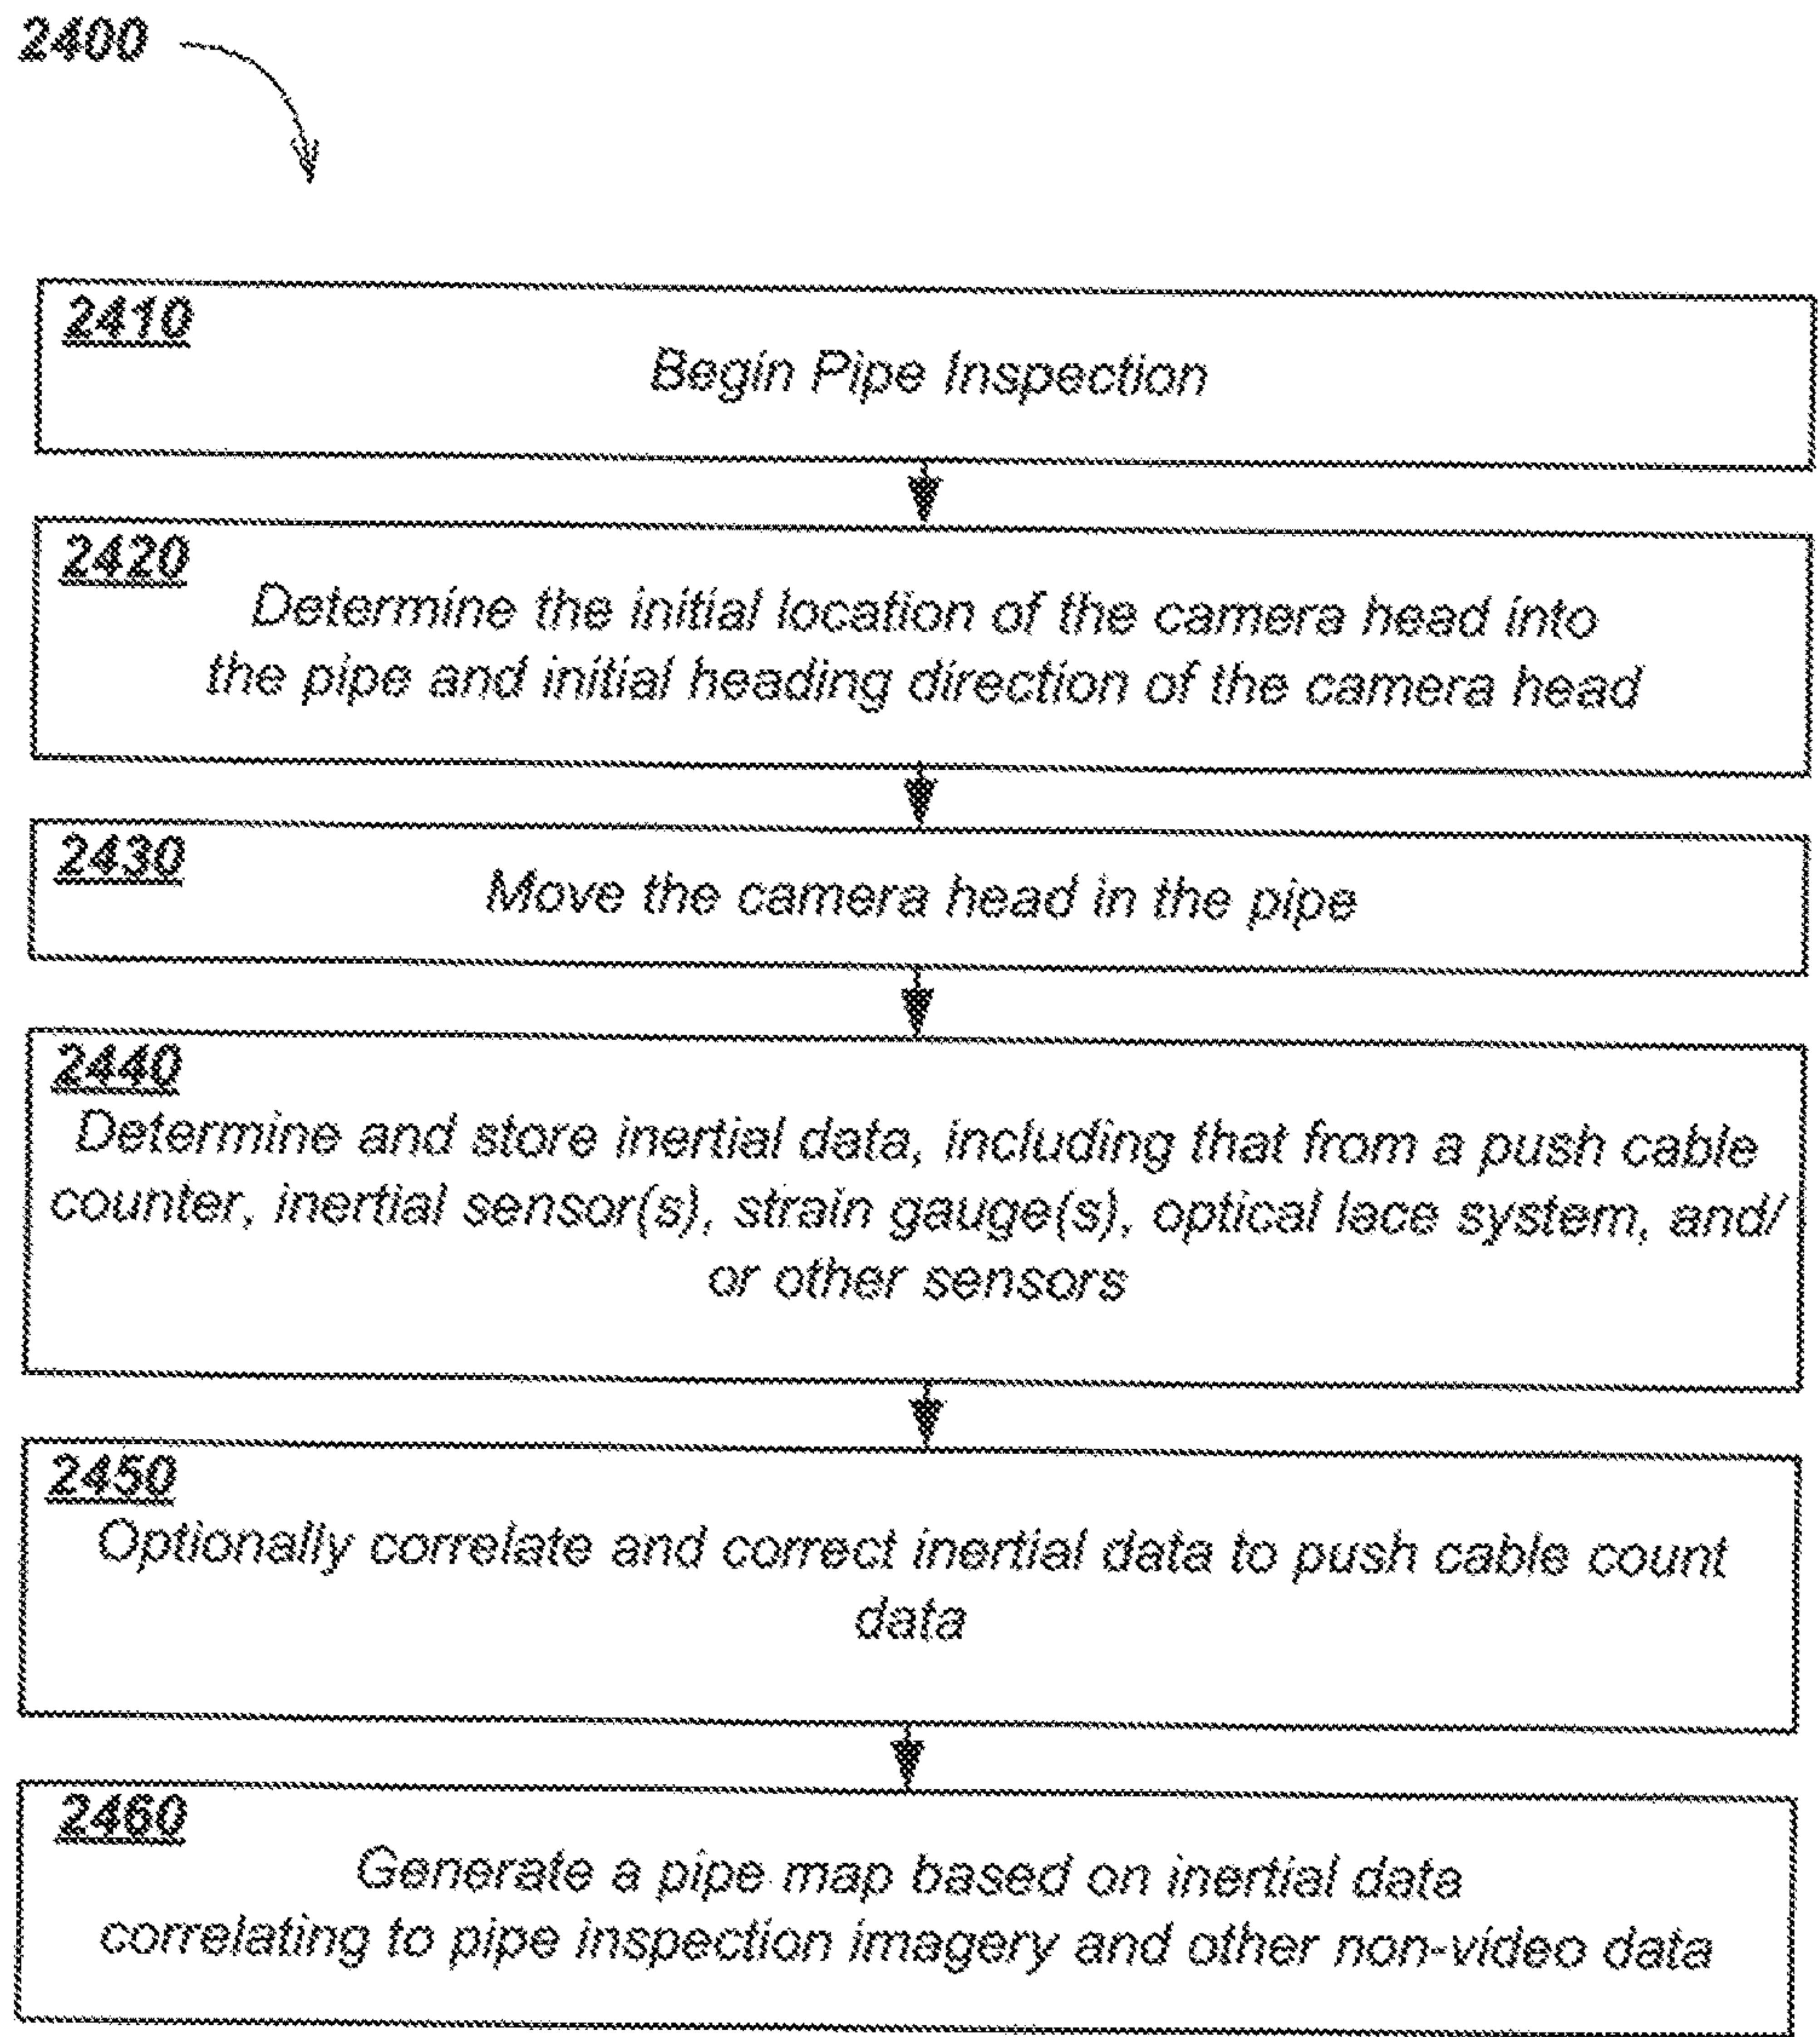 2400
2410
Begin Pipe Inspection
2420
Determine the initial location of the camera head into
the pipe and initial heading direction of the camera head
2430
Move the camera head in the pipe
2440
Determine and store inertial data, including that from a push cable
counter, inertial sensor(s), strain gauge(s), optical lace system, and/
or other sensors
2450
Optionally correlate and correct inertial data to push cable count
data
2460
Generate a pipe map based on inertial data
correlating to pipe inspection imagery and other non-video data